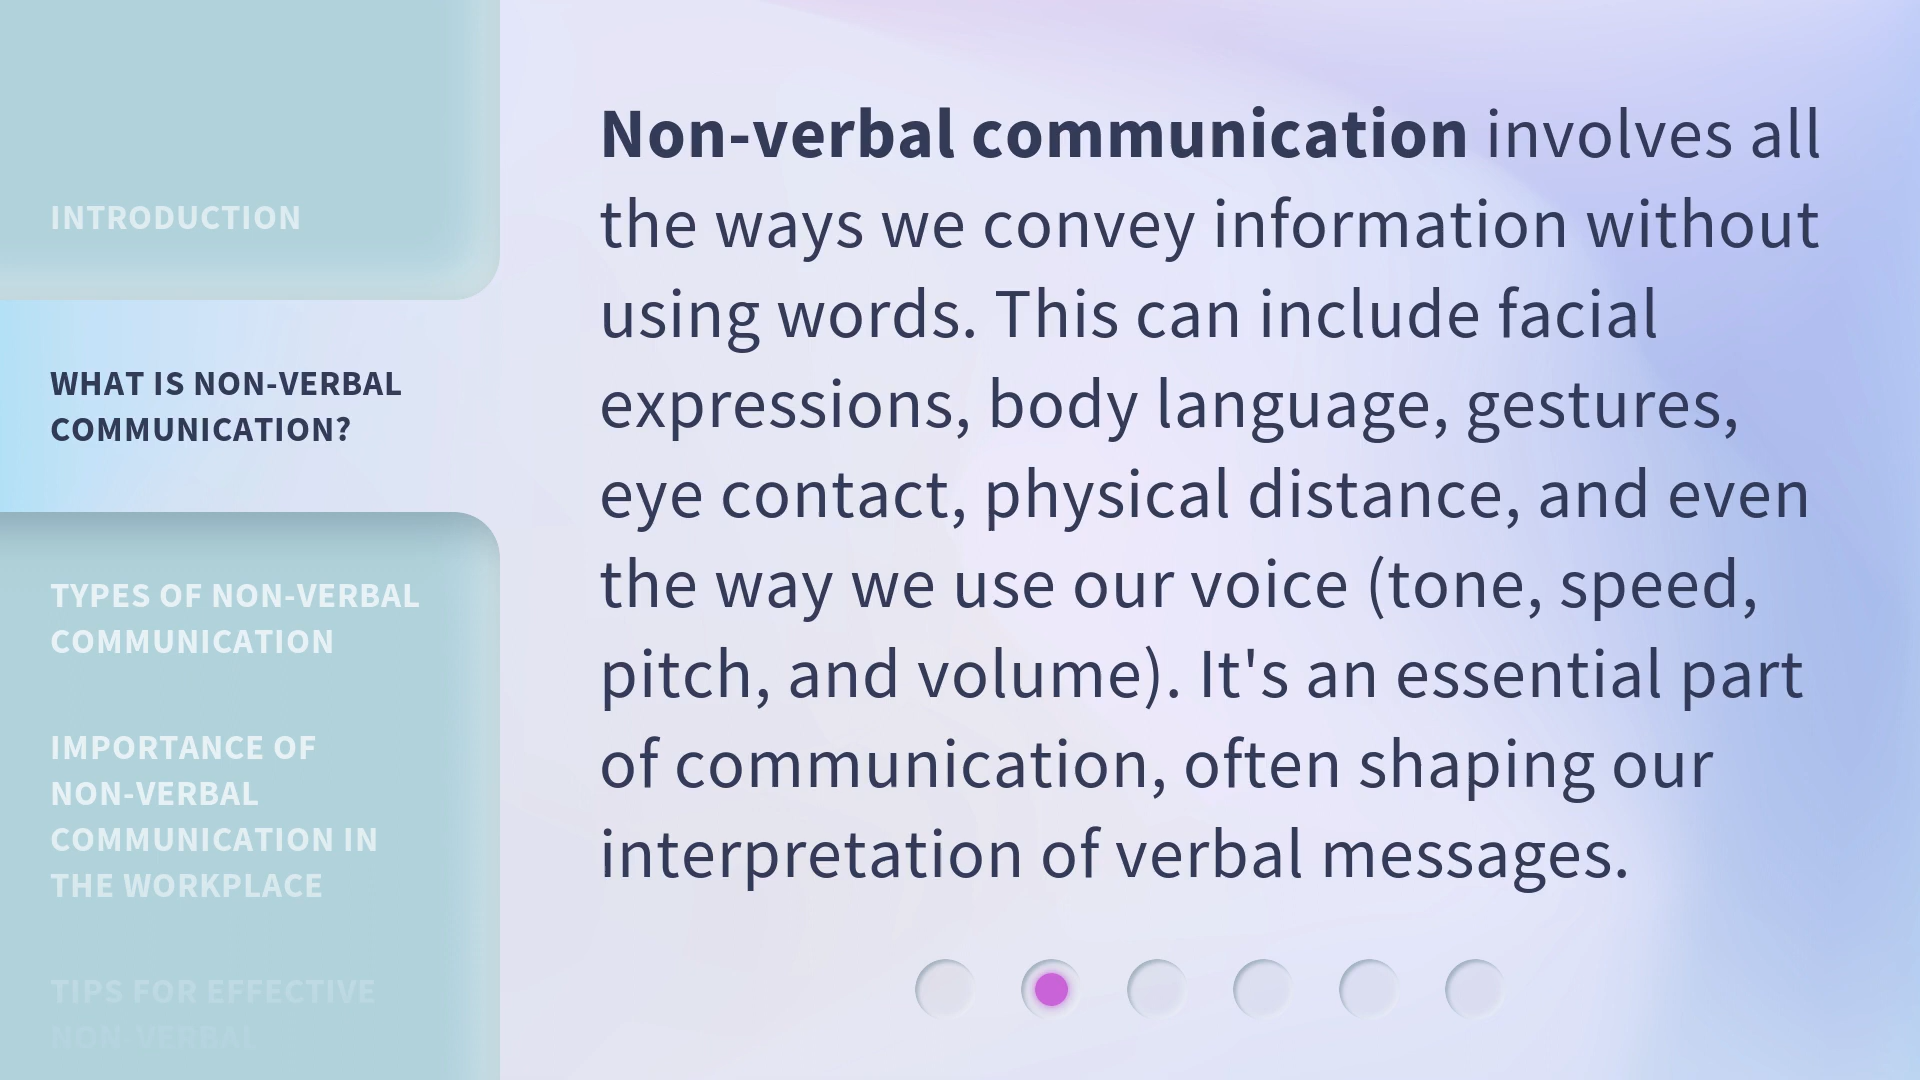 INTRODUCTION
WHAT IS NON-VERBAL
COMMUNICATION?
TYPES OF NON-VERBAL
COMMUNICATION
IMPORTANCE OF
NON-VERBAL
COMMUNICATION IN
THE WORKPLACE
TIPS FOR EFFECTIVE
NON-VERBAL
Non-verbal communication involves all
the ways we convey information without
using words. This can include facial
expressions, body language, gestures,
eye contact, physical distance, and even
the way we use our voice (tone, speed,
pitch, and volume). It's an essential part
of communication, often shaping our
interpretation of verbal messages.